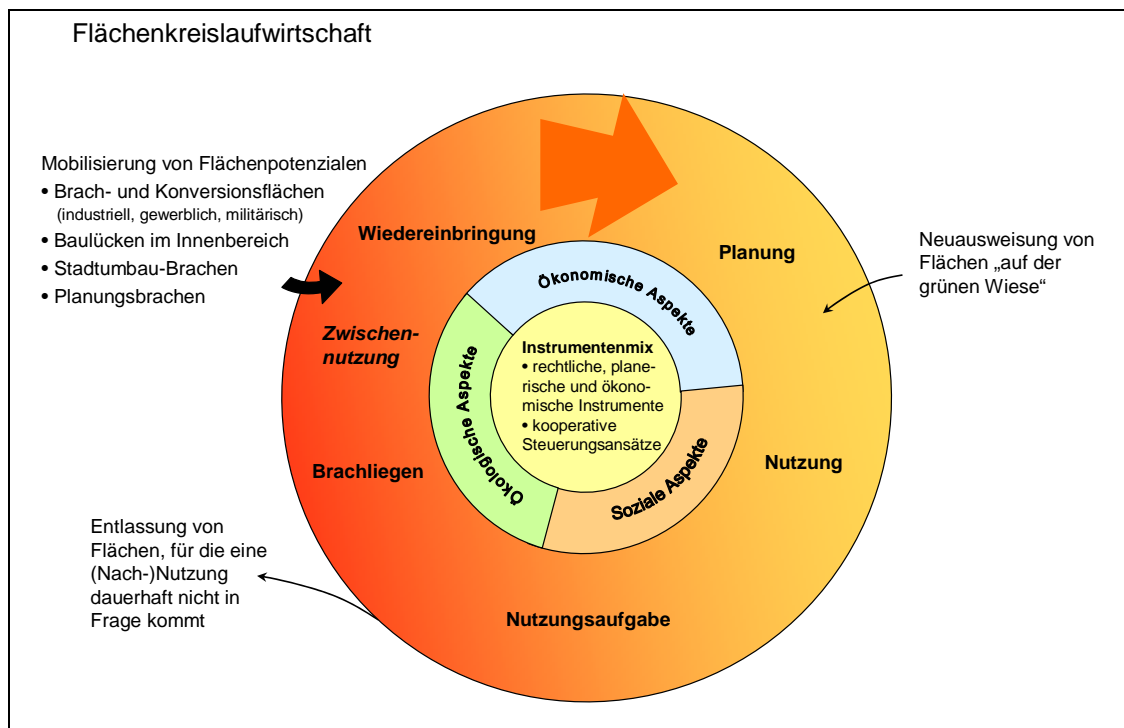 Flächenkreislaufwirtschaft
Mobilisierung von Flächenpotenzialen
• Brach- und Konversionsflächen
(industriell, gewerblich, militärisch)
• Baulücken im Innenbereich
• Stadtumbau-Brachen
• Planungsbrachen
Wiedereinbringung
Planung
Neuausweisung von
Flächen „auf der
grünen Wiese“
Ökonomische Aspekte
Zwischen-
nutzung
Ökologische Aspekte
Instrumentenmix
• rechtliche, plane-
rische und ökono-
mische Instrumente
• kooperative
Steuerungsansätze
Soziale Aspekte
Brachliegen
Nutzung
Entlassung von
Flächen, für die eine
(Nach-)Nutzung
dauerhaft nicht in
Frage kommt
Nutzungsaufgabe